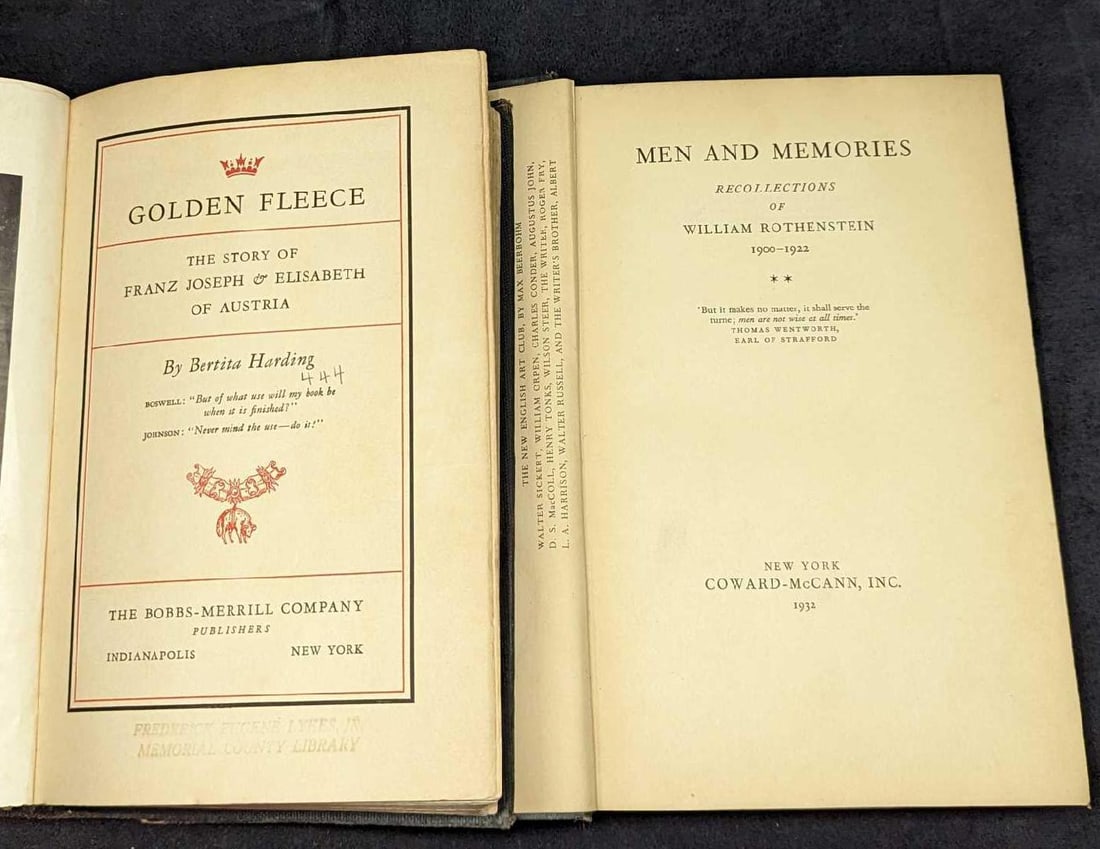 GOLDEN FLEECE
THE STORY OF
FRANZ JOSEPH & ELISABETH
OF AUSTRIA
By Bertita Harding
444
BOSWELL: "But of what use will my book be
when it is finished?"
JOHNSON: "Never mind the use—do it!"
THE BOBBS-MERRILL COMPANY
PUBLISHERS
INDIANAPOLIS NEW YORK
FREDERICK EUGENE LYKES, JR.
MEMORIAL COUNTY LIBRARY
THE NEW ENGLISH ART CLUB, BY MAX BEERBOHM
WALTER SICKERT, WILLIAM ORPEN, CHARLES CONDER, AUGUSTUS JOHN,
D. S. MacCOLL, HENRY TONKS, WILSON STEER, THE WRITER, ROGER FRY,
L. A. HARRISON, WALTER RUSSELL, AND THE WRITER'S BROTHER, ALBERT
MEN AND MEMORIES
RECOLLECTIONS
OF
WILLIAM ROTHENSTEIN
1900–1922
* *
'But it makes no matter, it shall serve the
turne; men are not wise at all times.'
THOMAS WENTWORTH,
EARL OF STRAFFORD
NEW YORK
COWARD-McCANN, INC.
1932